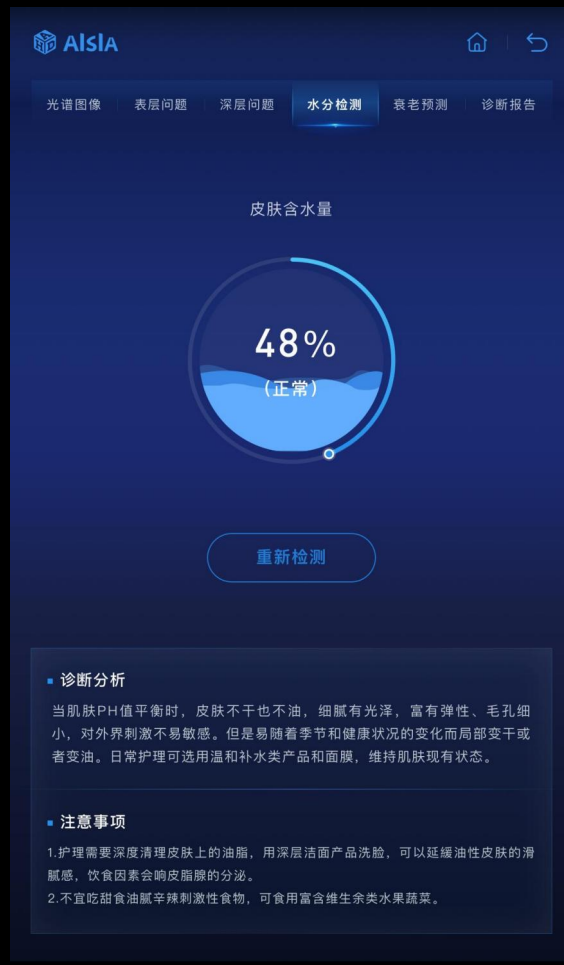 AISIA
光谱图像 表层问题 深层问题 水分检测 衰老预测 诊断报告
皮肤含水量
48%
(正常)
重新检测
诊断分析
当肌肤PH值平衡时，皮肤不干也不油，细腻有光泽，富有弹性、毛孔细
小，对外界刺激不易敏感。但是易随着季节和健康状况的变化而局部变干或
者变油。日常护理可选用温和补水类产品和面膜，维持肌肤现有状态。
注意事项
1.护理需要深度清理皮肤上的油脂，用深层洁面产品洗脸，可以延缓油性皮肤的滑
腻感，饮食因素会响皮脂腺的分泌。
2.不宜吃甜食油腻辛辣刺激性食物，可食用富含维生余类水果蔬菜。